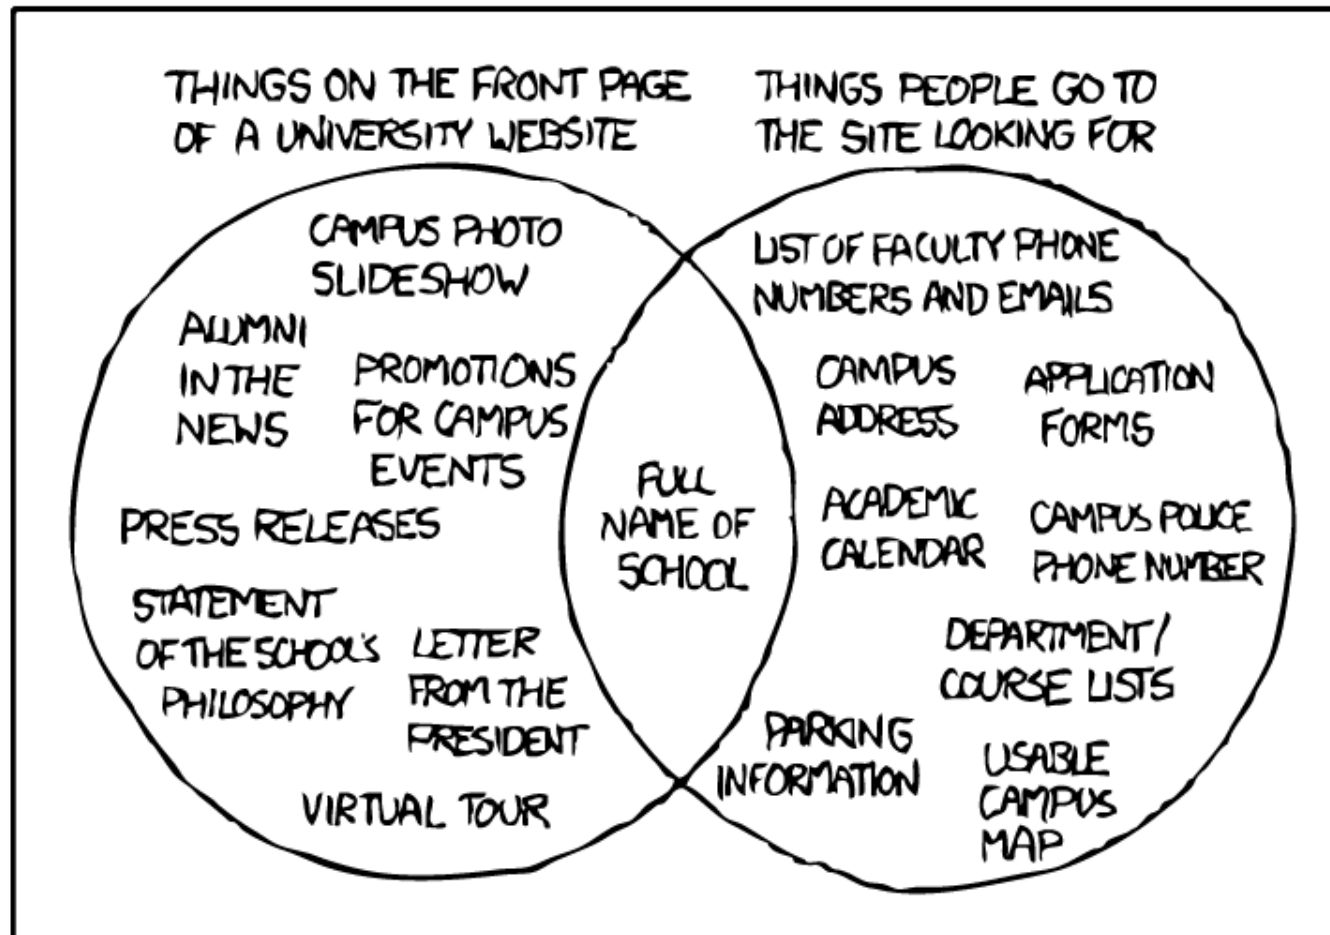 THINGS ON THE FRONT PAGE
OF A UNIVERSITY WEBSITE
THINGS PEOPLE GO TO
THE SITE LOOKING FOR
CAMPUS PHOTO
SLIDESHOW
ALUMNI
IN THE
NEWS
PROMOTIONS
FOR CAMPUS
EVENTS
PRESS RELEASES
STATEMENT
OF THE SCHOOL'S
PHILOSOPHY
LETTER
FROM THE
PRESIDENT
VIRTUAL TOUR
FULL
NAME OF
SCHOOL
LIST OF FACULTY PHONE
NUMBERS AND EMAILS
CAMPUS
ADDRESS
APPLICATION
FORMS
ACADEMIC
CALENDAR
CAMPUS POLICE
PHONE NUMBER
DEPARTMENT/
COURSE LISTS
PARKING
INFORMATION
USABLE
CAMPUS
MAP